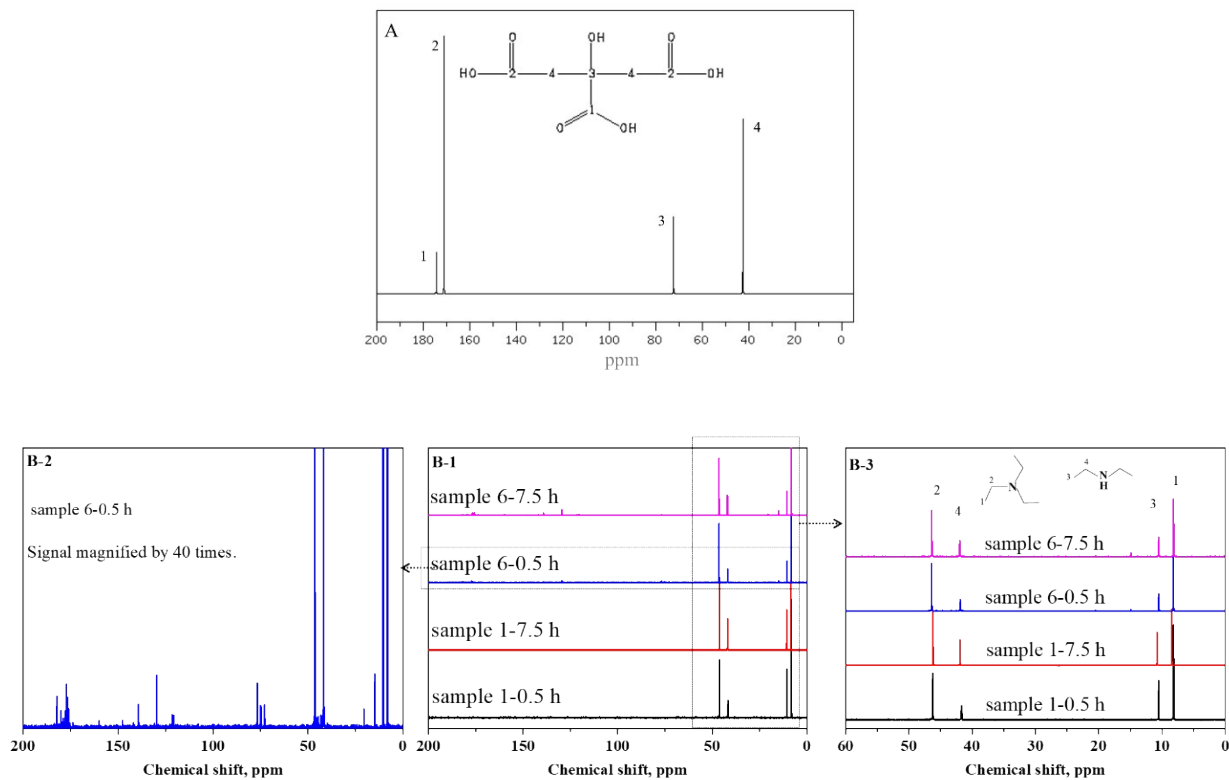 A
2
O
OH
O
HO
2
4
3
4
2
OH
1
O
OH
4
3
1
200
180
160
140
120
100
80
60
40
20
0
ppm
B-2
sample 6-0.5 h
Signal magnified by 40 times.
200
150
100
50
0
Chemical shift, ppm
B-1
sample 6-7.5 h
sample 6-0.5 h
sample 1-7.5 h
sample 1-0.5 h
200
150
100
50
0
Chemical shift, ppm
B-3
2
4
2
1
N
4
3
N
H
3
1
sample 6-7.5 h
sample 6-0.5 h
sample 1-7.5 h
sample 1-0.5 h
60
50
40
30
20
10
0
Chemical shift, ppm